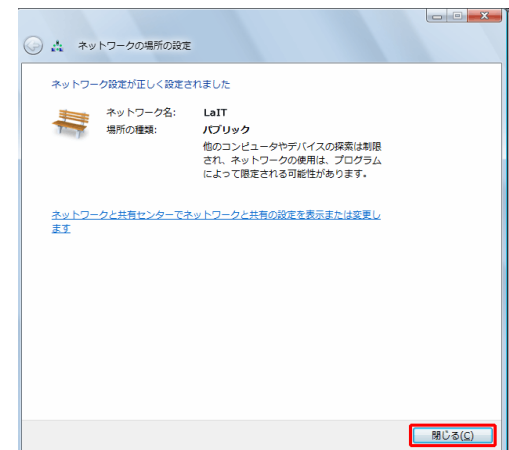 ネットワークの場所の設定
ネットワーク設定が正しく設定されました
ネットワーク名: LaIT
場所の種類: パブリック
他のコンピュータやデバイスの探索は制限
され、ネットワークの使用は、プログラム
によって限定される可能性があります。
ネットワークと共有センターでネットワークと共有の設定を表示または変更し
ます
閉じる(C)